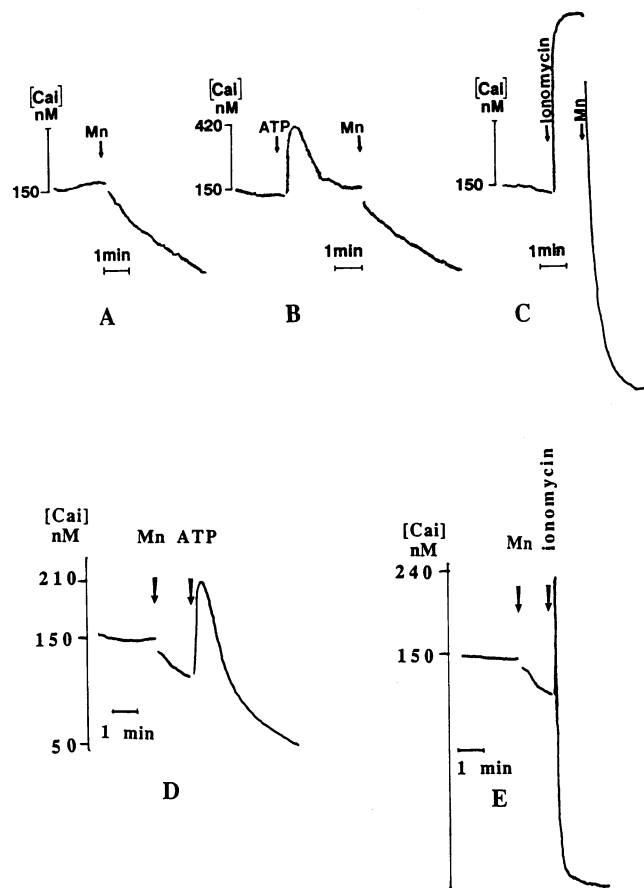 [Cai]
nM
Mn
150
1min
A
[Cai]
nM
420
ATP
Mn
150
1min
B
[Cai]
nM
Ionomycin
Mn
150
1min
C
[Cai]
nM
Mn ATP
210
150
50
1 min
D
[Cai]
nM
Mn
ionomycin
240
150
1 min
E